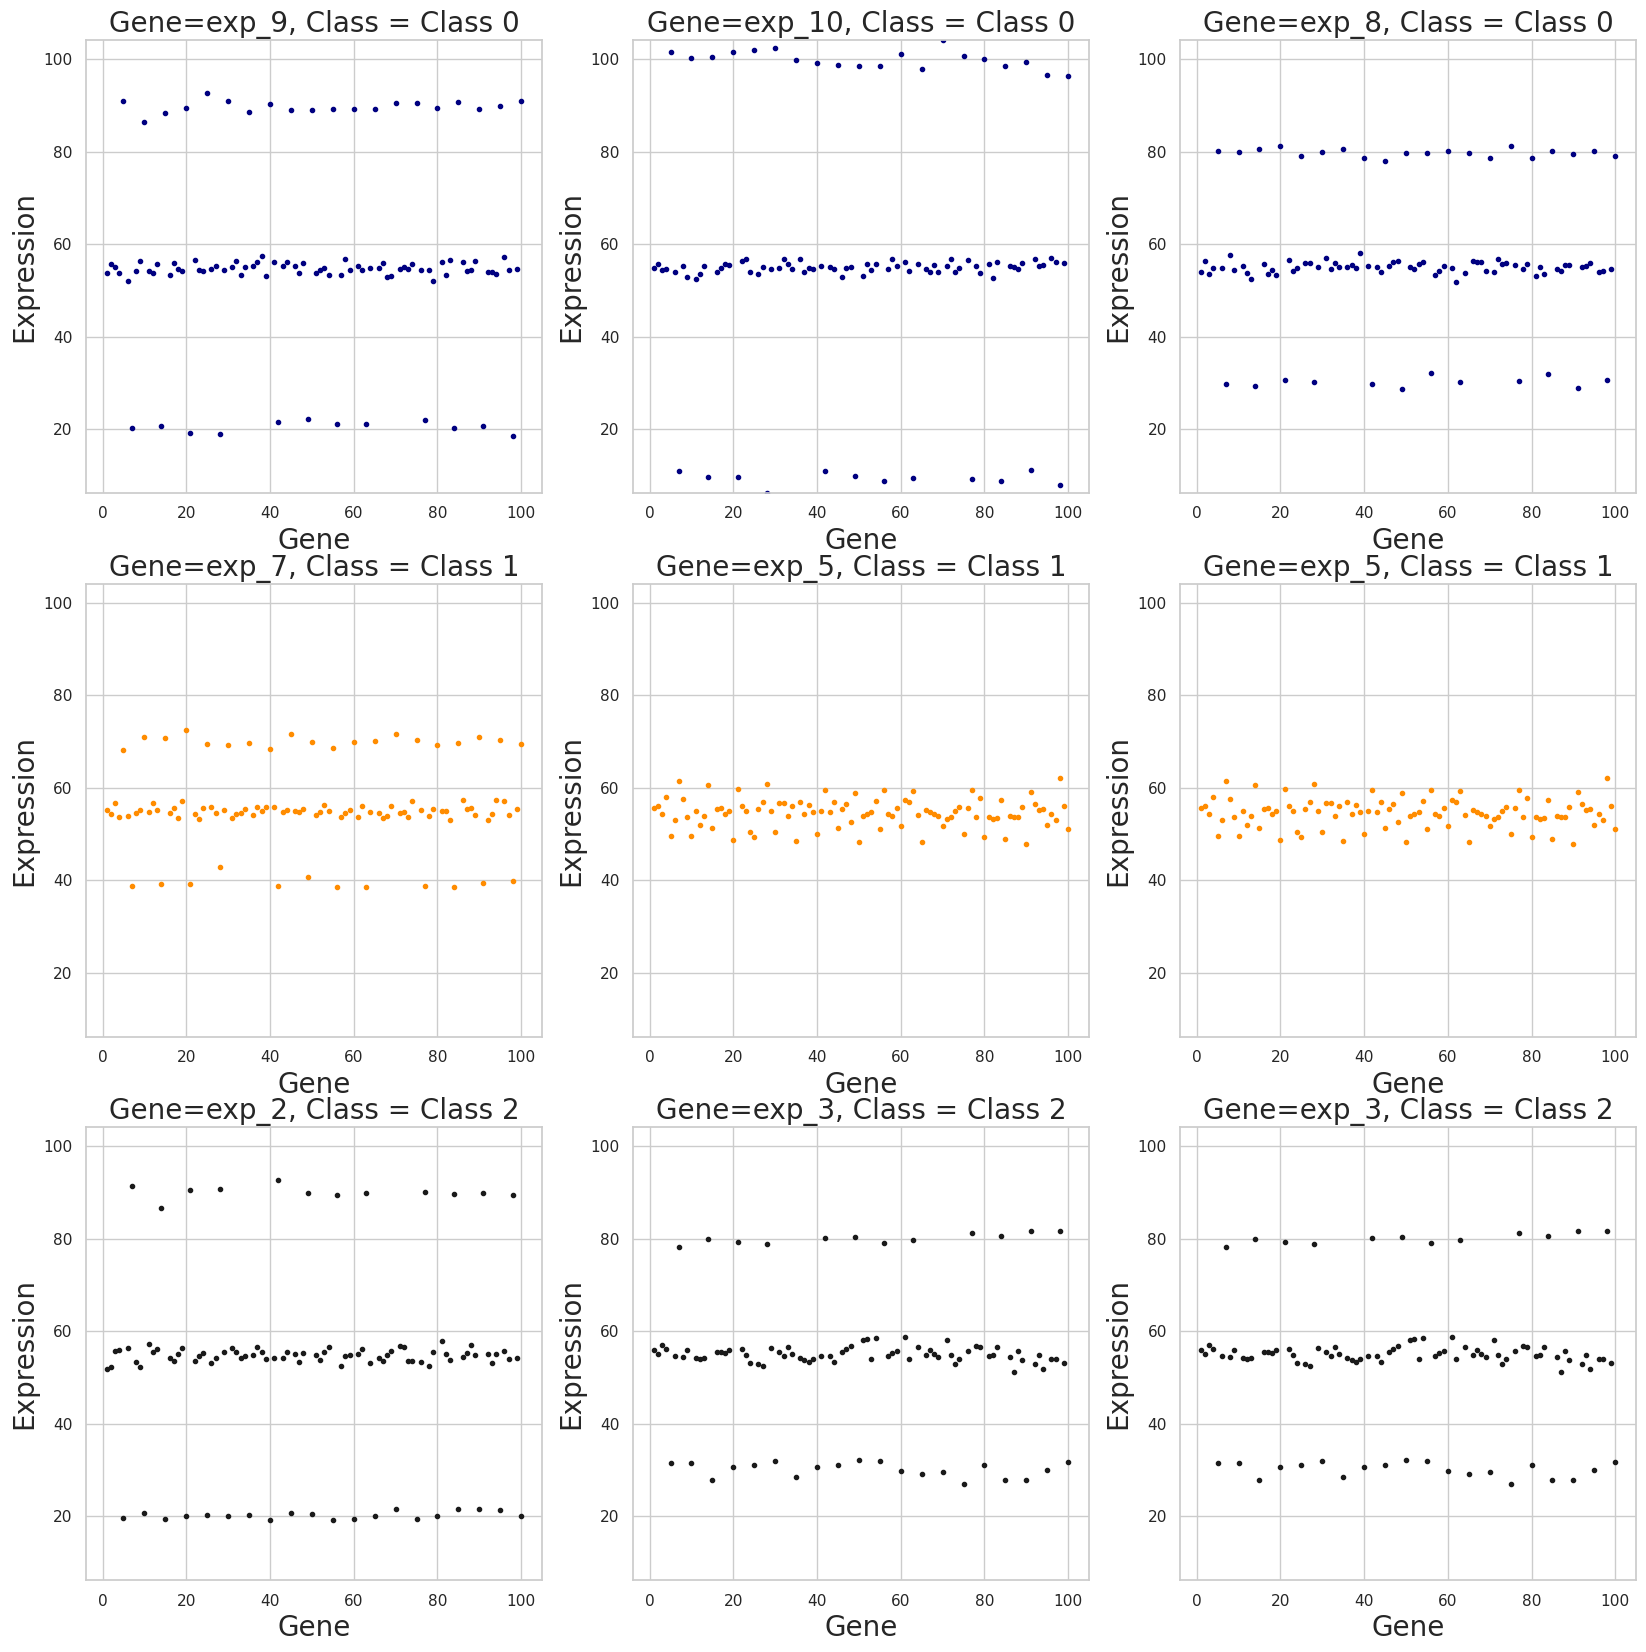 Gene=exp_9, Class = Class 0
Gene=exp_10, Class = Class 0
Gene=exp_8, Class = Class 0
100
80
60
40
20
Expression
0 20 40 60 80 100
Gene
100
80
60
40
20
Expression
0 20 40 60 80 100
Gene
100
80
60
40
20
Expression
0 20 40 60 80 100
Gene
Gene=exp_7, Class = Class 1
Gene=exp_5, Class = Class 1
Gene=exp_5, Class = Class 1
100
80
60
40
20
Expression
0 20 40 60 80 100
Gene
100
80
60
40
20
Expression
0 20 40 60 80 100
Gene
100
80
60
40
20
Expression
0 20 40 60 80 100
Gene
Gene=exp_2, Class = Class 2
Gene=exp_3, Class = Class 2
Gene=exp_3, Class = Class 2
100
80
60
40
20
Expression
0 20 40 60 80 100
Gene
100
80
60
40
20
Expression
0 20 40 60 80 100
Gene
100
80
60
40
20
Expression
0 20 40 60 80 100
Gene